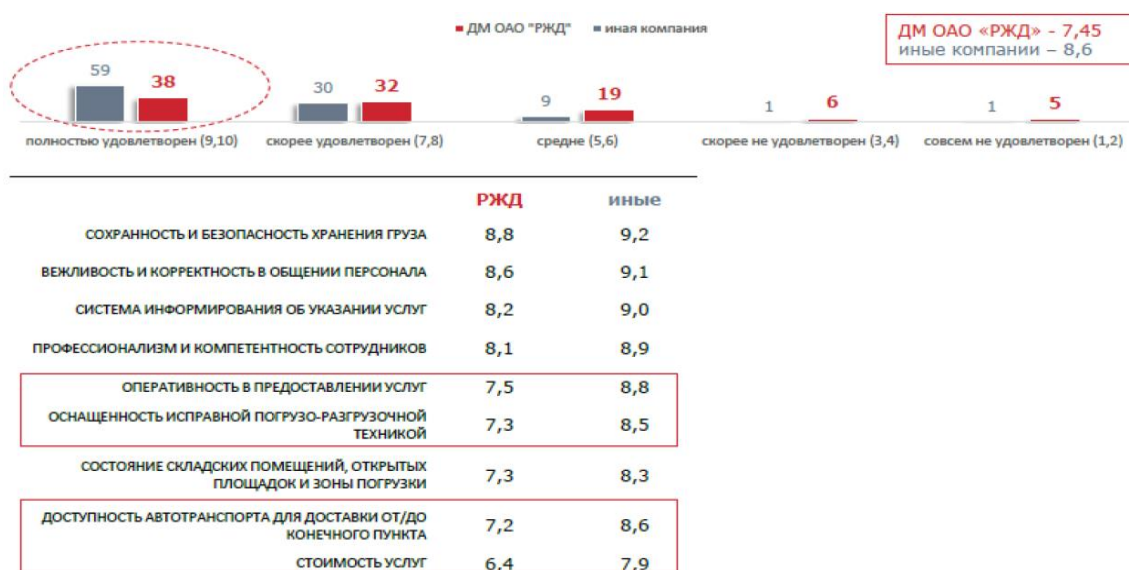 ДМ ОАО "РЖД" иная компания
ДМ ОАО «РЖД» - 7,45
иные компании – 8,6
59 38 30 32 9 19 1 6 1 5
полностью удовлетворен (9,10) скорее удовлетворен (7,8) средне (5,6) скорее не удовлетворен (3,4) совсем не удовлетворен (1,2)
РЖД иные
СОХРАННОСТЬ И БЕЗОПАСНОСТЬ ХРАНЕНИЯ ГРУЗА 8,8 9,2
ВЕЖЛИВОСТЬ И КОРРЕКТНОСТЬ В ОБЩЕНИИ ПЕРСОНАЛА 8,6 9,1
СИСТЕМА ИНФОРМИРОВАНИЯ ОБ УКАЗАНИИ УСЛУГ 8,2 9,0
ПРОФЕССИОНАЛИЗМ И КОМПЕТЕНТНОСТЬ СОТРУДНИКОВ 8,1 8,9
ОПЕРАТИВНОСТЬ В ПРЕДОСТАВЛЕНИИ УСЛУГ 7,5 8,8
ОСНАЩЕННОСТЬ ИСПРАВНОЙ ПОГРУЗО-РАЗГРУЗОЧНОЙ
ТЕХНИКОЙ 7,3 8,5
СОСТОЯНИЕ СКЛАДСКИХ ПОМЕЩЕНИЙ, ОТКРЫТЫХ
ПЛОЩАДОК И ЗОНЫ ПОГРУЗКИ 7,3 8,3
ДОСТУПНОСТЬ АВТОТРАНСПОРТА ДЛЯ ДОСТАВКИ ОТ/ДО
КОНЕЧНОГО ПУНКТА 7,2 8,6
СТОИМОСТЬ УСЛУГ 6,4 7,9